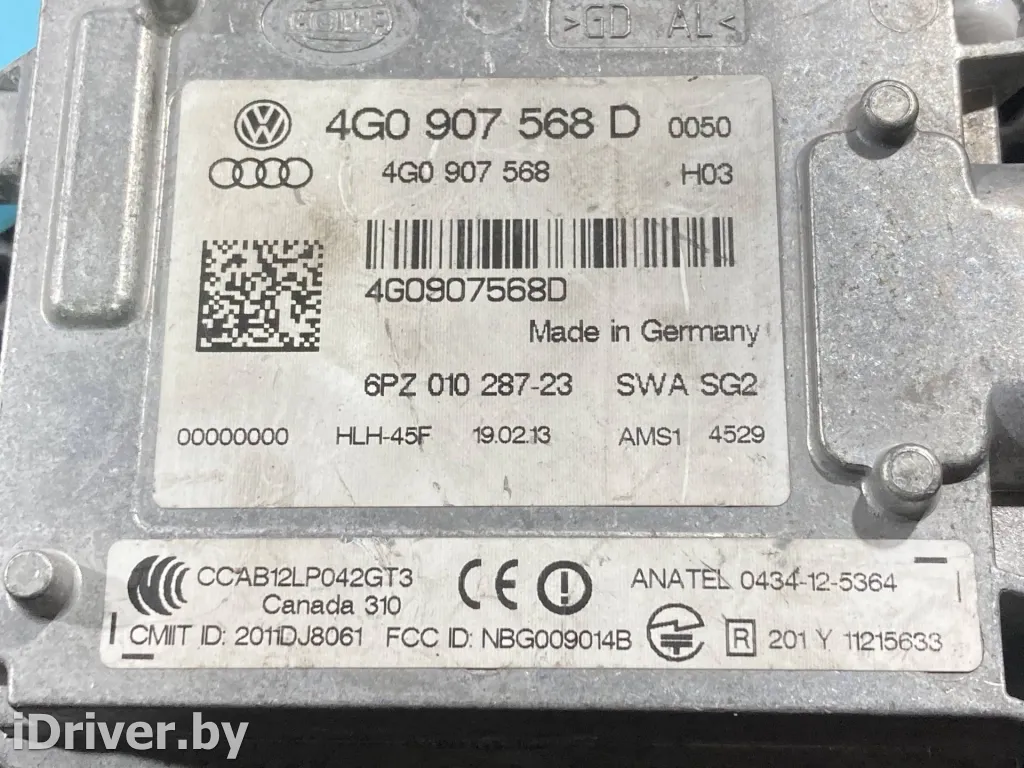 HELLA
>GD AL<
4G0 907 568 D 0050
4G0 907 568 H03
4G0907568D
Made in Germany
6PZ 010 287-23 SWA SG2
00000000 HLH-45F 19.02.13 AMS1 4529
CCAB12LP042GT3
Canada 310
CE
ANATEL 0434-12-5364
CMIIT ID: 2011DJ8061 FCC ID: NBG009014B R 201 Y 11215633
iDriver.by